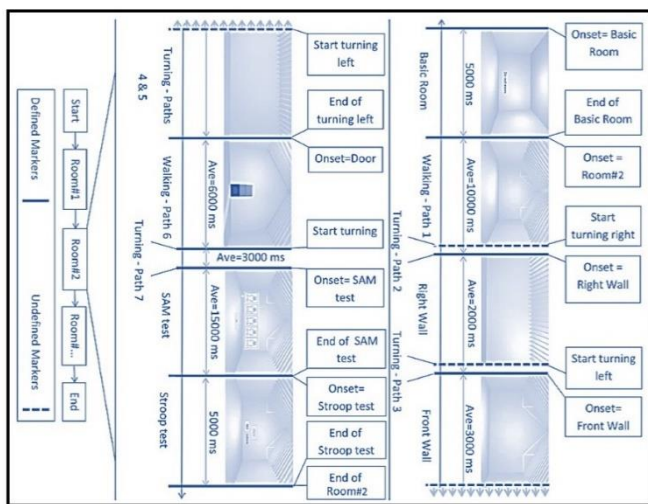 Start
Room#1
Room#2
Room#...
End
Defined Markers
Undefined Markers
Turning - Paths
4 & 5
Walking - Path 6
Turning - Path 7
SAM test
Stroop test
Ave=6000 ms
Ave=3000 ms
Ave=15000 ms
5000 ms
Start turning
left
End of
turning left
Onset=Door
Start turning
Onset= SAM
test
End of SAM
test
Onset=
Stroop test
End of
Stroop test
End of
Room#2
Basic Room
Walking - Path 1
Turning - Path 2
Right Wall
Turning - Path 3
Front Wall
5000 ms
Ave=10000 ms
Ave=2000 ms
Ave=3000 ms
Onset= Basic
Room
End of
Basic Room
Onset =
Room#2
Start
turning right
Onset =
Right Wall
Start turning
left
Onset=
Front Wall